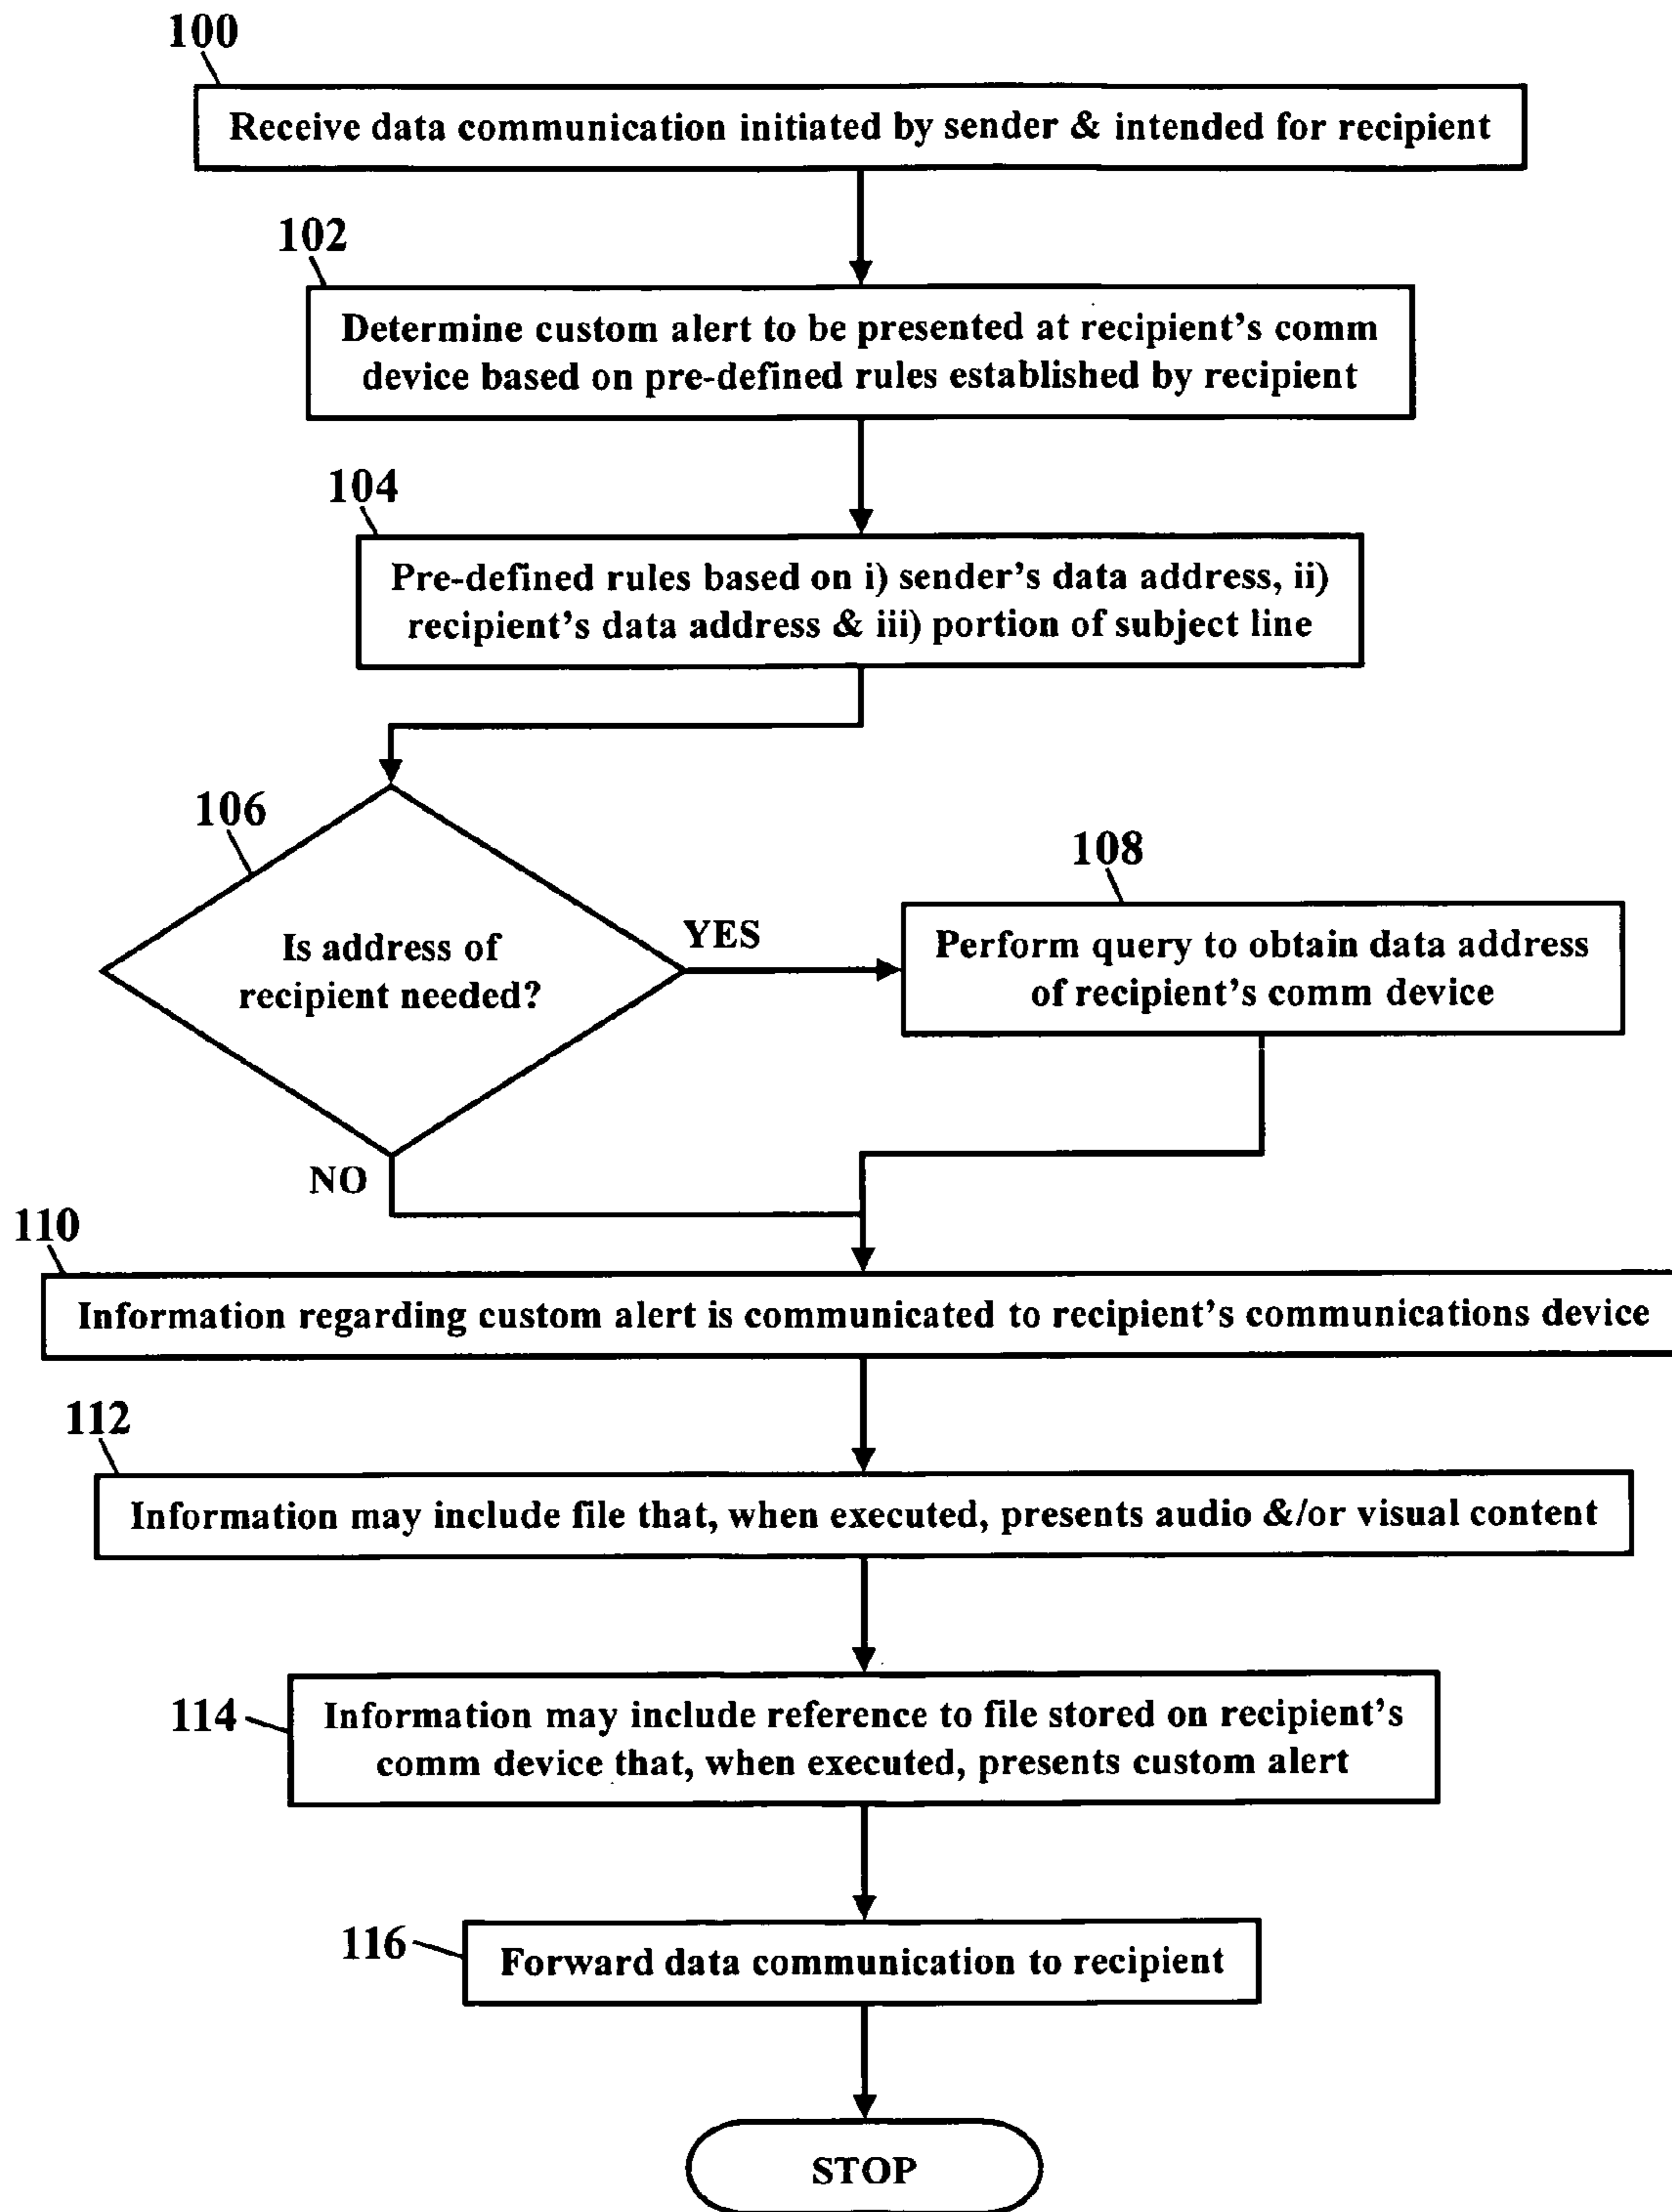 100
Receive data communication initiated by sender & intended for recipient
102
Determine custom alert to be presented at recipient's comm
device based on pre-defined rules established by recipient
104
Pre-defined rules based on i) sender's data address, ii)
recipient's data address & iii) portion of subject line
106
Is address of
recipient needed?
YES
NO
108
Perform query to obtain data address
of recipient's comm device
110
Information regarding custom alert is communicated to recipient's communications device
112
Information may include file that, when executed, presents audio &/or visual content
114
Information may include reference to file stored on recipient's
comm device that, when executed, presents custom alert
116
Forward data communication to recipient
STOP